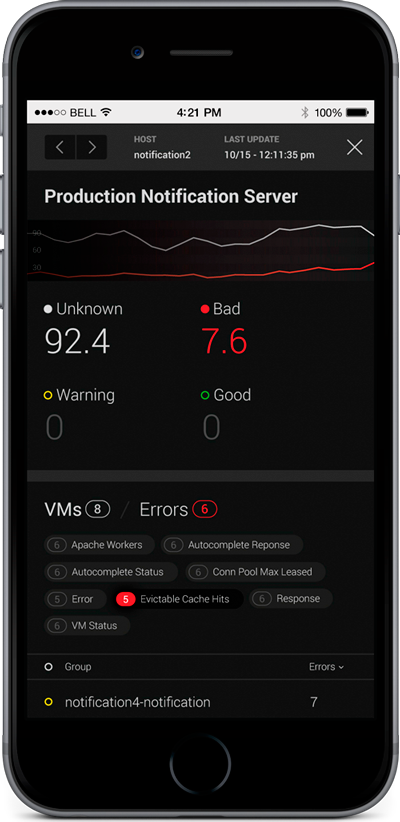 BELL 4:21 PM 100%
HOST LAST UPDATE
notification2 10/15 - 12:11:35 pm
Production Notification Server
90
60
30
Unknown Bad
92.4 7.6
Warning Good
0 0
VMs 8 / Errors 6
6 Apache Workers 6 Autocomplete Reponse
6 Autocomplete Status 6 Conn Pool Max Leased
5 Error 5 Evictable Cache Hits 6 Response
6 VM Status
Group Errors
notification4-notification 7